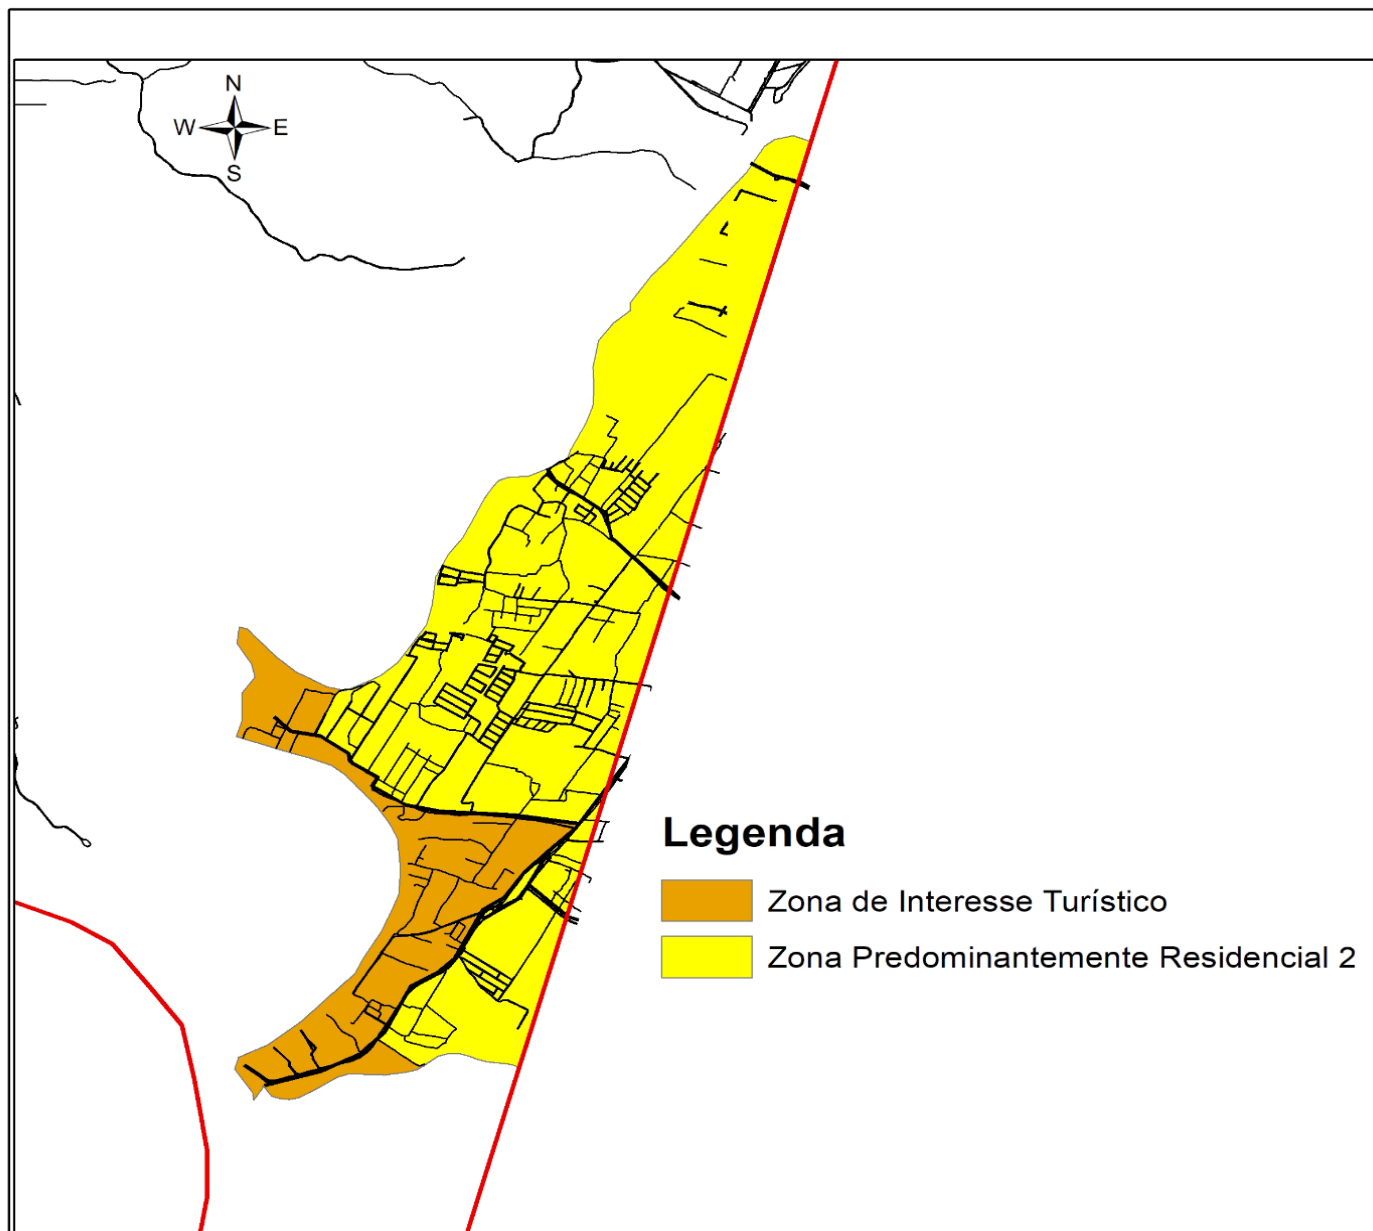 N
W E
S
Legenda
Zona de Interesse Turístico
Zona Predominantemente Residencial 2